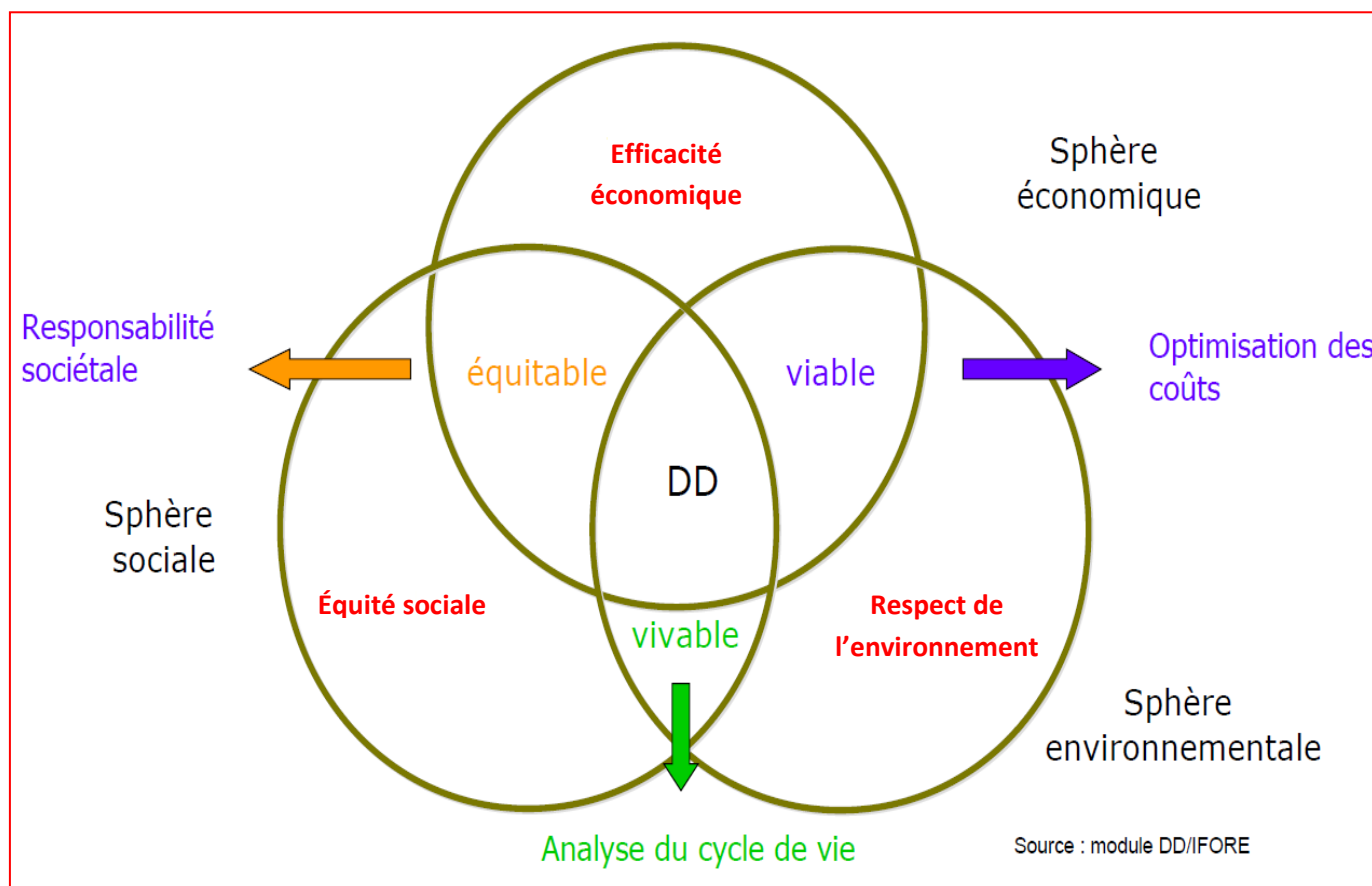 Efficacité
économique
Sphère
économique
Responsabilité
sociétale
équitable
viable
Optimisation des
coûts
DD
Sphère
sociale
Équité sociale
Respect de
l’environnement
vivable
Sphère
environnementale
Analyse du cycle de vie
Source : module DD/IFORE